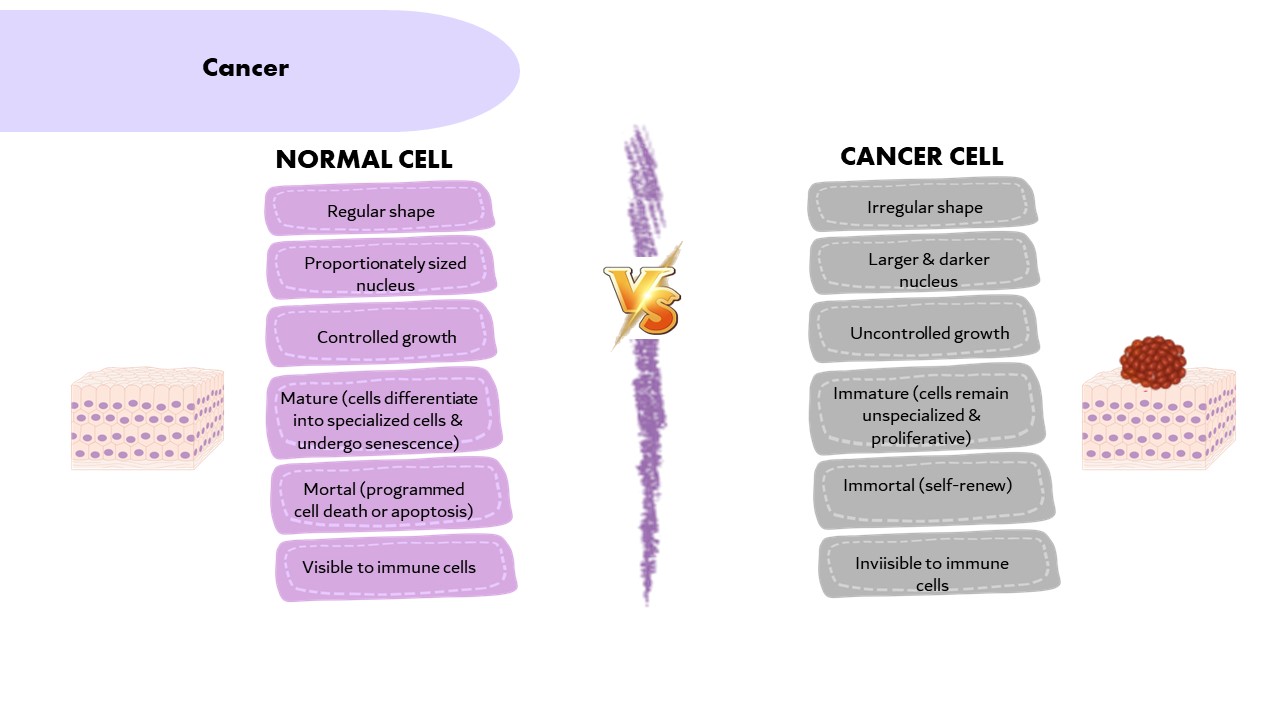 Cancer
NORMAL CELL
Regular shape
Proportionately sized
nucleus
Controlled growth
Mature (cells differentiate
into specialized cells &
undergo senescence)
Mortal (programmed
cell death or apoptosis)
Visible to immune cells
VS
CANCER CELL
Irregular shape
Larger & darker
nucleus
Uncontrolled growth
Immature (cells remain
unspecialized &
proliferative)
Immortal (self-renew)
Inviisible to immune
cells